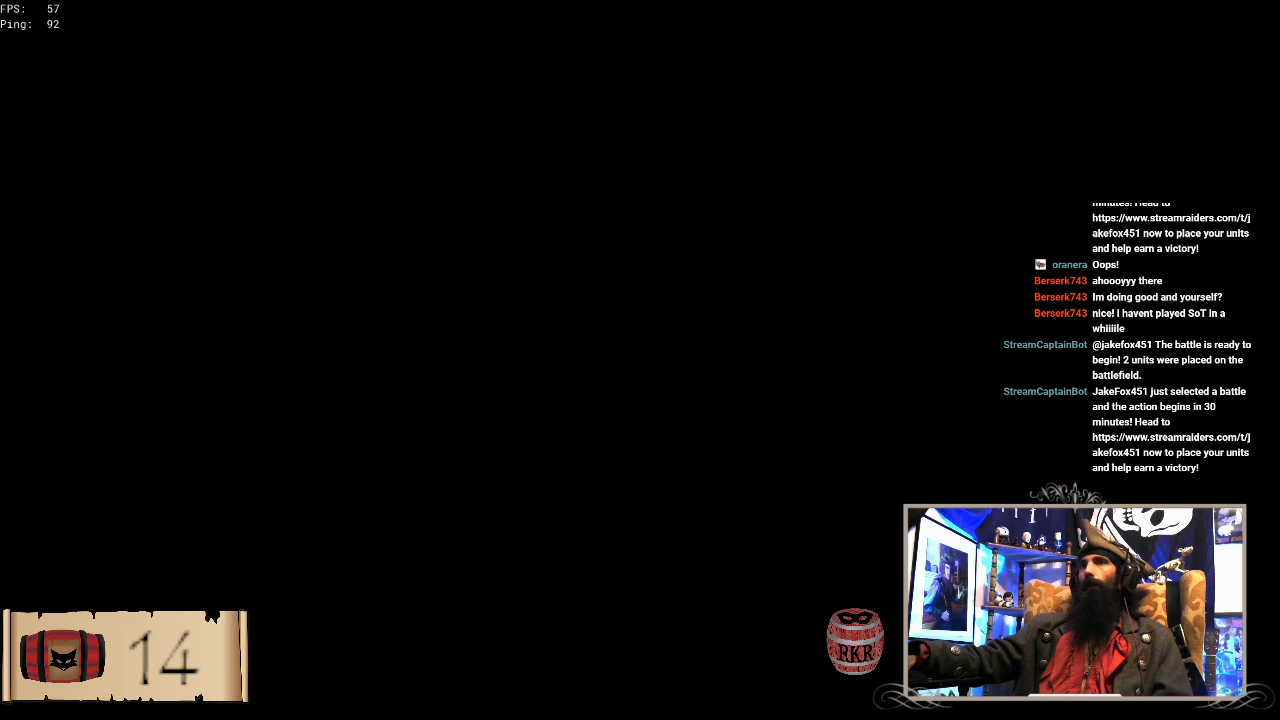 FPS: 57
Ping: 92
https://www.streamraiders.com/t/j
akefox451 now to place your units
and help earn a victory!
oranera Oops!
Berserk743 ahoooyyy there
Berserk743 Im doing good and yourself?
Berserk743 nice! I havent played SoT in a
whiiiile
StreamCaptainBot @jakefox451 The battle is ready to
begin! 2 units were placed on the
battlefield.
StreamCaptainBot JakeFox451 just selected a battle
and the action begins in 30
minutes! Head to
https://www.streamraiders.com/t/j
akefox451 now to place your units
and help earn a victory!
14
RKR